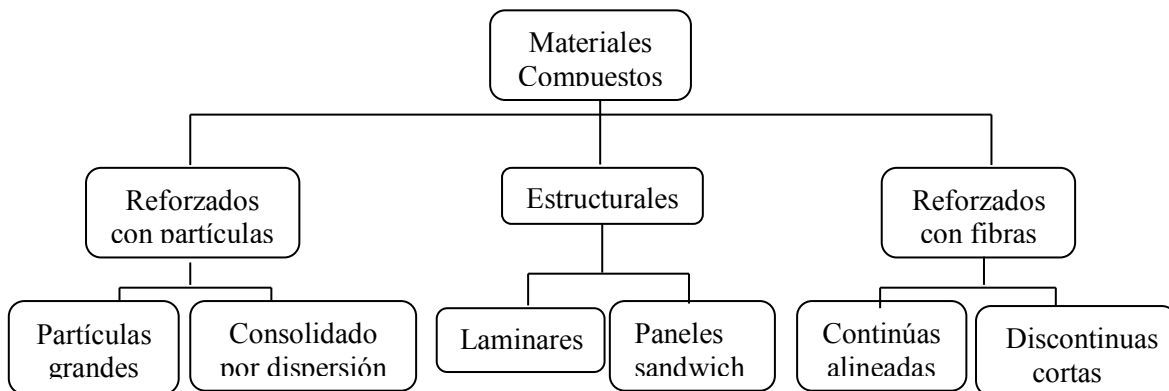 Materiales
Compuestos
Reforzados
con partículas
Estructurales
Reforzados
con fibras
Partículas
grandes
Consolidado
por dispersión
Laminares
Paneles
sandwich
Continúas
alineadas
Discontinuas
cortas